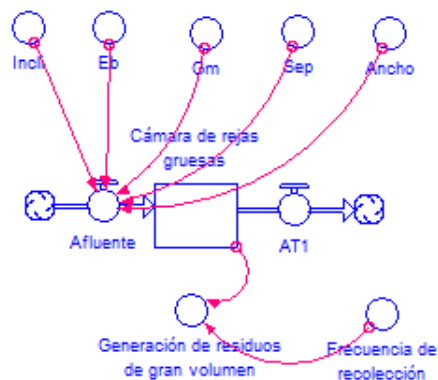 Incli
Eb
Gm
Sep
Ancho
Cámara de rejas
gruesas
Afluente
AT1
Generación de residuos
de gran volumen
Frecuencia de
recolección